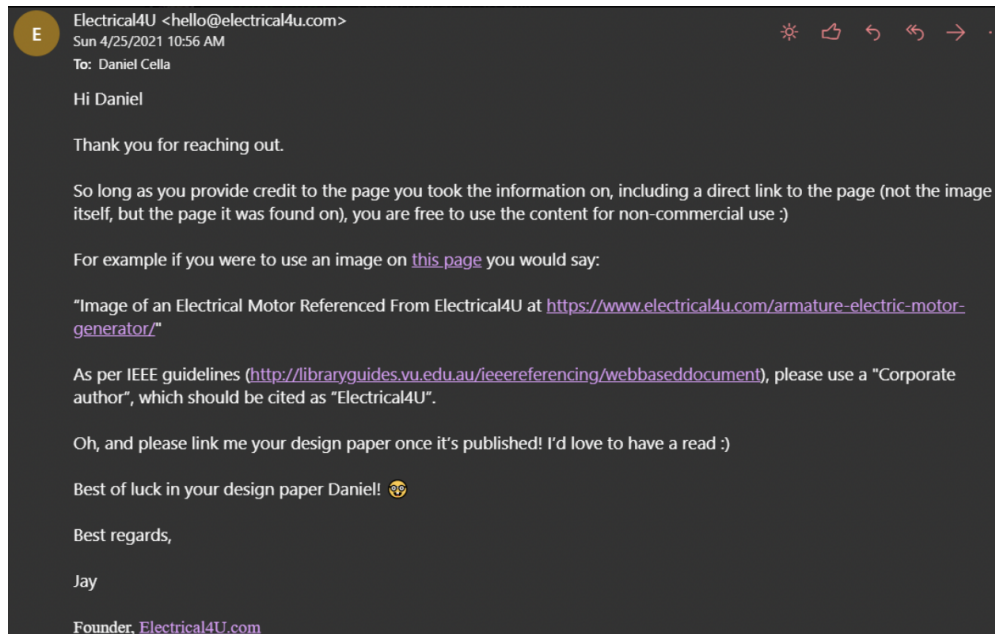 E
Electrical4U <hello@electrical4u.com>
Sun 4/25/2021 10:56 AM
To: Daniel Cella
Hi Daniel
Thank you for reaching out.
So long as you provide credit to the page you took the information on, including a direct link to the page (not the image
itself, but the page it was found on), you are free to use the content for non-commercial use :)
For example if you were to use an image on this page you would say:
“Image of an Electrical Motor Referenced From Electrical4U at https://www.electrical4u.com/armature-electric-motor-
generator/"
As per IEEE guidelines (http://libraryguides.vu.edu.au/ieeereferencing/webbaseddocument), please use a "Corporate
author”, which should be cited as “Electrical4U”.
Oh, and please link me your design paper once it’s published! I’d love to have a read :)
Best of luck in your design paper Daniel! 🤓
Best regards,
Jay
Founder, Electrical4U.com